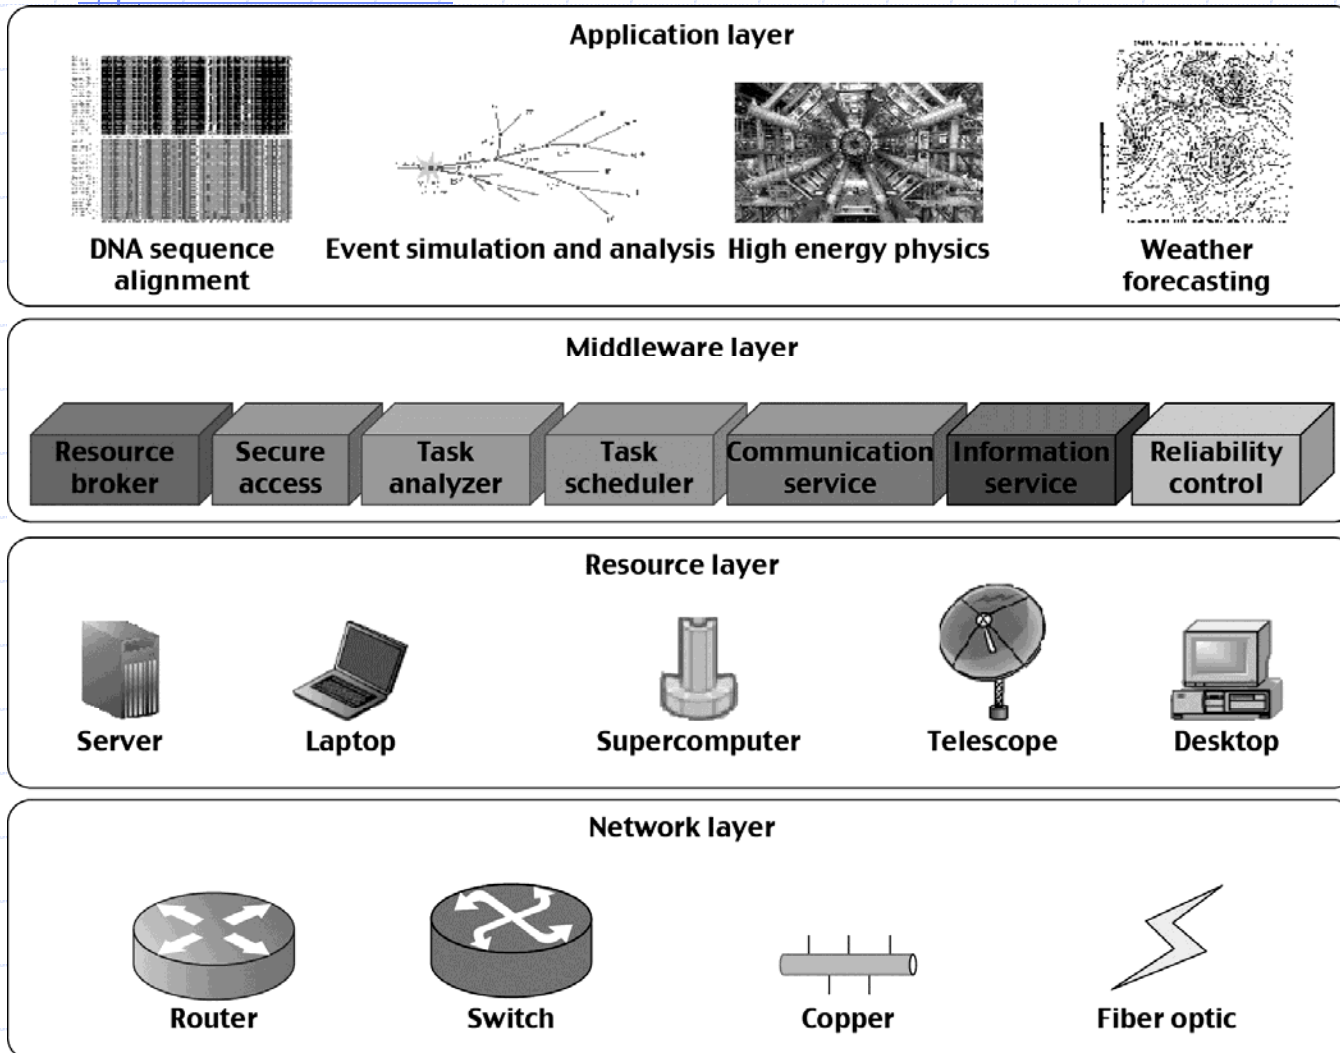 Application layer
DNA sequence
alignment
Event simulation and analysis
High energy physics
Weather
forecasting
Middleware layer
Resource
broker
Secure
access
Task
analyzer
Task
scheduler
Communication
service
Information
service
Reliability
control
Resource layer
Server
Laptop
Supercomputer
Telescope
Desktop
Network layer
Router
Switch
Copper
Fiber optic